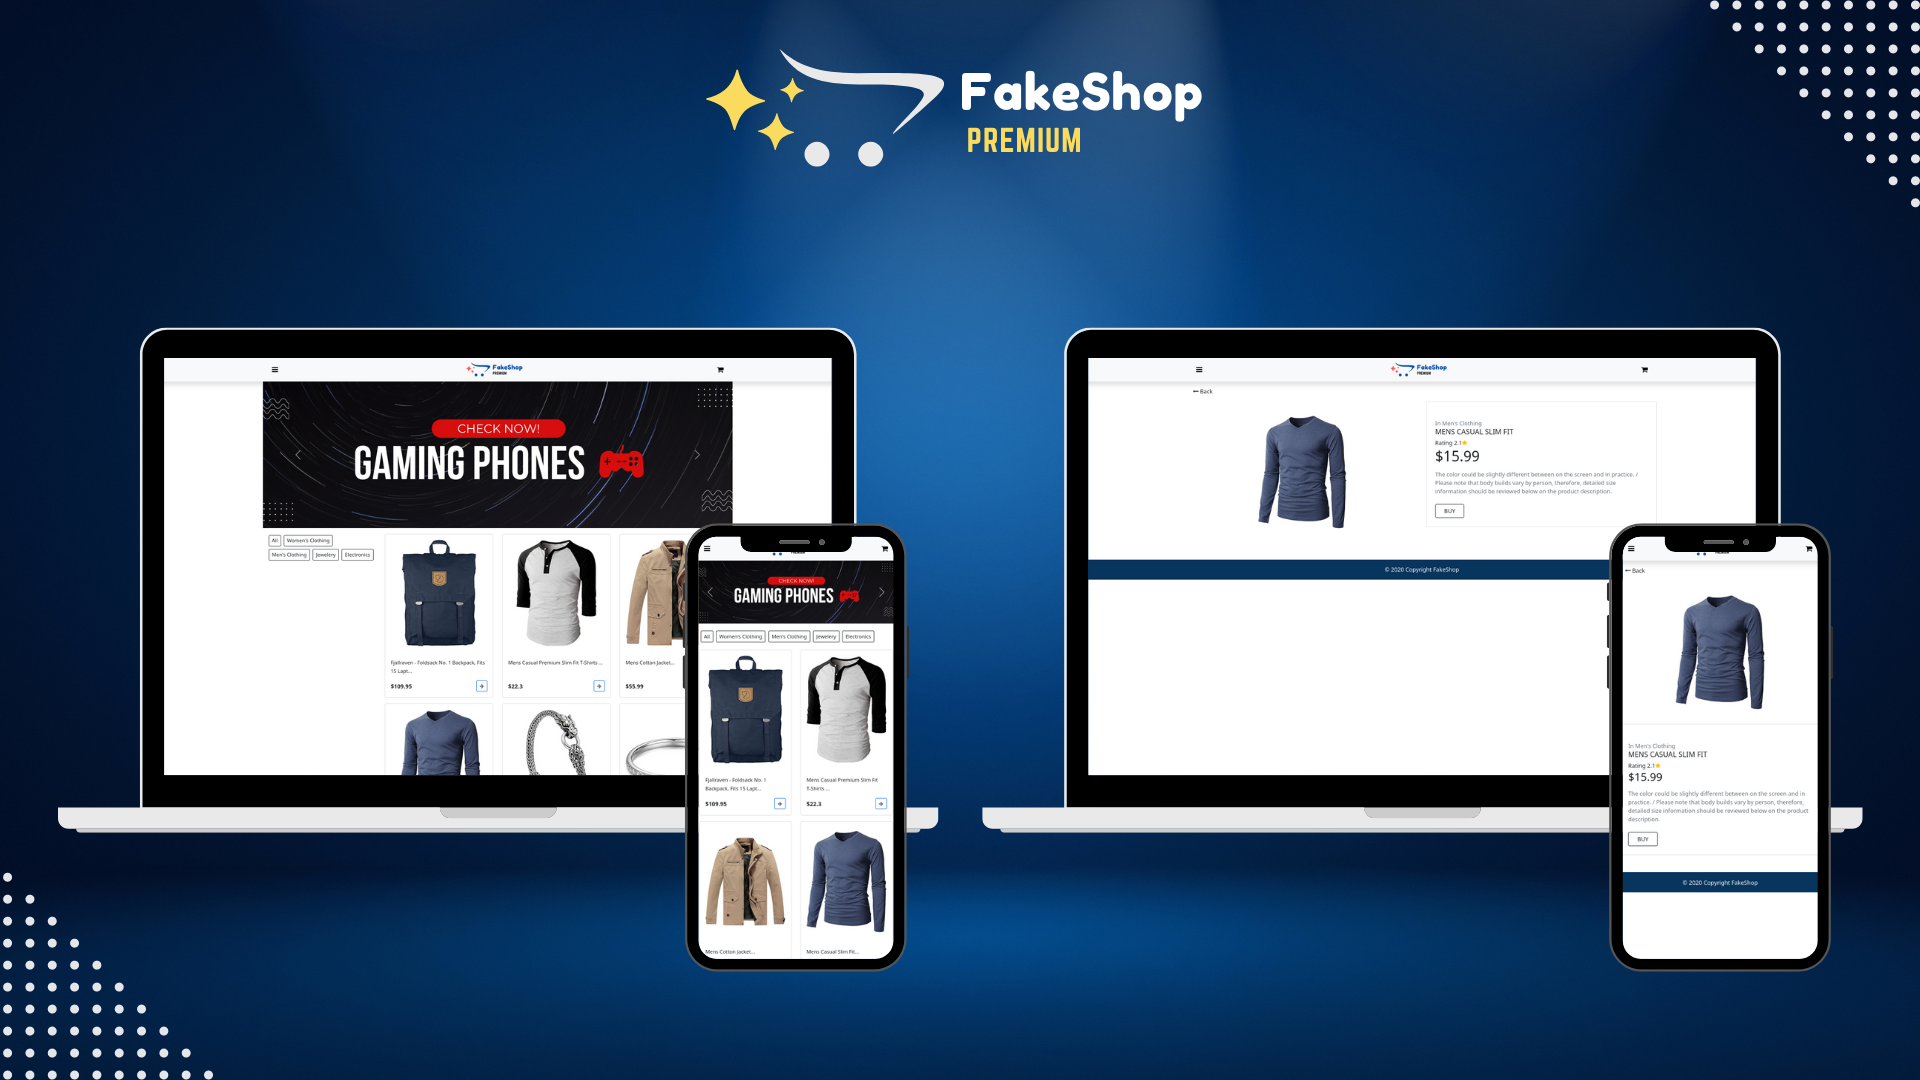 FakeShop
PREMIUM
FakeShop
PREMIUM
CHECK NOW!
GAMING PHONES
All
Women's Clothing
Men's Clothing
Jewelery
Electronics
Fjallraven - Foldsack No. 1 Backpack, Fits
15 Lapt...
$109.95
Mens Casual Premium Slim Fit T-Shirts ...
$22.3
Mens Cotton Jacket...
$55.99
CHECK NOW!
GAMING PHONES
All
Women's Clothing
Men's Clothing
Jewelery
Electronics
Fjallraven - Foldsack No. 1
Backpack, Fits 15 Lapt...
$109.95
Mens Casual Premium Slim Fit
T-Shirts ...
$22.3
Mens Cotton Jacket...
Mens Casual Slim Fit...
FakeShop
PREMIUM
Back
In Men's Clothing
MENS CASUAL SLIM FIT
Rating 2.1
$15.99
The color could be slightly different between on the screen and in practice. /
Please note that body builds vary by person, therefore, detailed size
information should be reviewed below on the product description.
BUY
© 2020 Copyright FakeShop
Back
In Men's Clothing
MENS CASUAL SLIM FIT
Rating 2.1
$15.99
The color could be slightly different between on the screen and in
practice. / Please note that body builds vary by person, therefore,
detailed size information should be reviewed below on the product
description.
BUY
© 2020 Copyright FakeShop